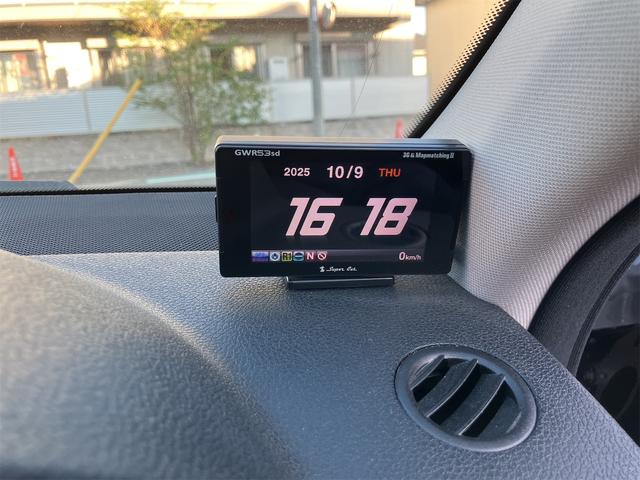 GWR53sd 3G & Mapmatching II
2025 10/9 THU
16 18
N 0km/h
Super Cat.